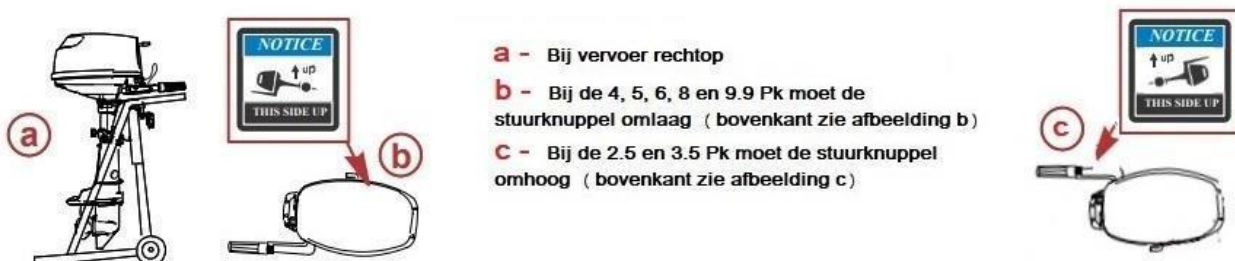 NOTICE
up
THIS SIDE UP
a
b
a - Bij vervoer rechtop
b - Bij de 4, 5, 6, 8 en 9.9 Pk moet de
stuurknuppel omlaag ( bovenkant zie afbeelding b)
c - Bij de 2.5 en 3.5 Pk moet de stuurknuppel
omhoog ( bovenkant zie afbeelding c)
NOTICE
up
THIS SIDE UP
c